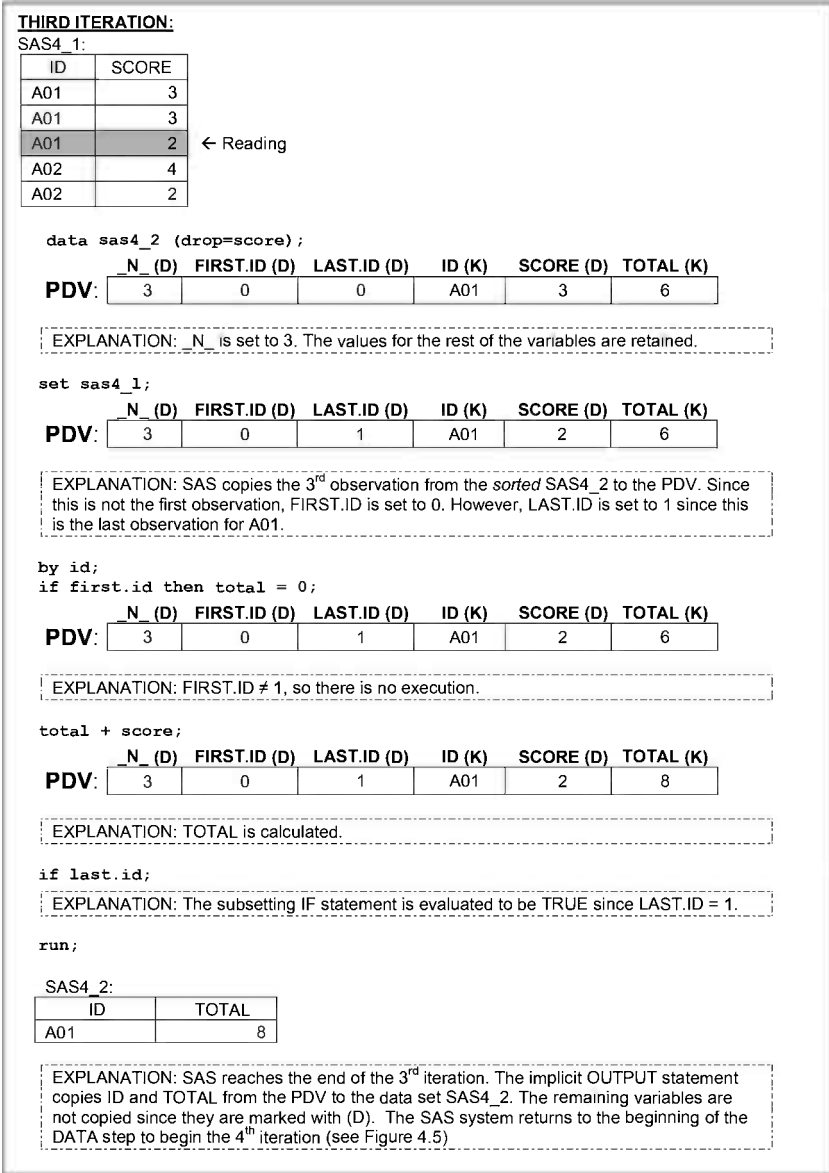 THIRD ITERATION:
SAS4_1:
ID SCORE
A01 3
A01 3
A01 2 ← Reading
A02 4
A02 2
data sas4_2 (drop=score);
_N_ (D) FIRST.ID (D) LAST.ID (D) ID (K) SCORE (D) TOTAL (K)
PDV: 3 0 0 A01 3 6
EXPLANATION: _N_ is set to 3. The values for the rest of the variables are retained.
set sas4_1;
_N_ (D) FIRST.ID (D) LAST.ID (D) ID (K) SCORE (D) TOTAL (K)
PDV: 3 0 1 A01 2 6
EXPLANATION: SAS copies the 3rd observation from the sorted SAS4_2 to the PDV. Since
this is not the first observation, FIRST.ID is set to 0. However, LAST.ID is set to 1 since this
is the last observation for A01.
by id;
if first.id then total = 0;
_N_ (D) FIRST.ID (D) LAST.ID (D) ID (K) SCORE (D) TOTAL (K)
PDV: 3 0 1 A01 2 6
EXPLANATION: FIRST.ID ≠ 1, so there is no execution.
total + score;
_N_ (D) FIRST.ID (D) LAST.ID (D) ID (K) SCORE (D) TOTAL (K)
PDV: 3 0 1 A01 2 8
EXPLANATION: TOTAL is calculated.
if last.id;
EXPLANATION: The subsetting IF statement is evaluated to be TRUE since LAST.ID = 1.
run;
SAS4_2:
ID TOTAL
A01 8
EXPLANATION: SAS reaches the end of the 3rd iteration. The implicit OUTPUT statement
copies ID and TOTAL from the PDV to the data set SAS4_2. The remaining variables are
not copied since they are marked with (D). The SAS system returns to the beginning of the
DATA step to begin the 4th iteration (see Figure 4.5)